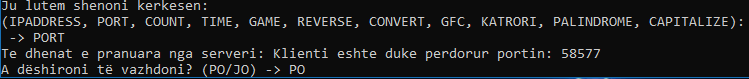 Ju lutem shenoni kerkesen:
(IPADDRESS, PORT, COUNT, TIME, GAME, REVERSE, CONVERT, GFC, KATRORI, PALINDROME, CAPITALIZE):
-> PORT
Te dhenat e pranuara nga serveri: Klienti eshte duke perdorur portin: 58577
A dëshironi të vazhdoni? (PO/JO) -> PO